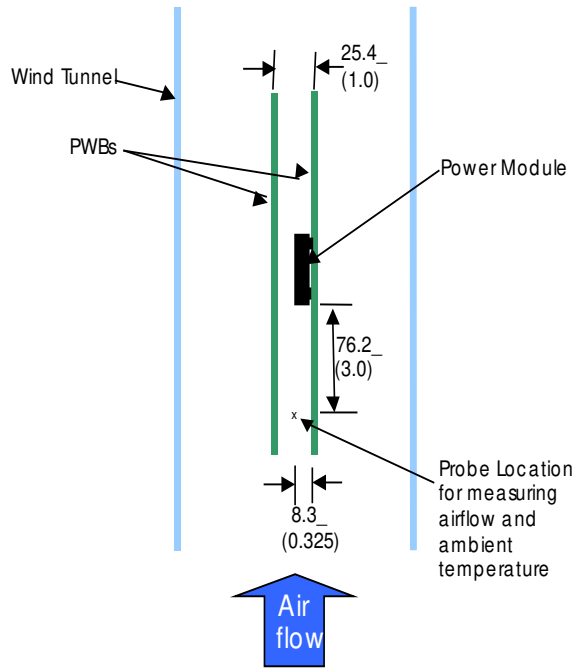 25.4_
(1.0)
Wind Tunnel
PWBs
Power Module
76.2_
(3.0)
x
Probe Location
for measuring
airflow and
ambient
temperature
8.3_
(0.325)
Air
flow